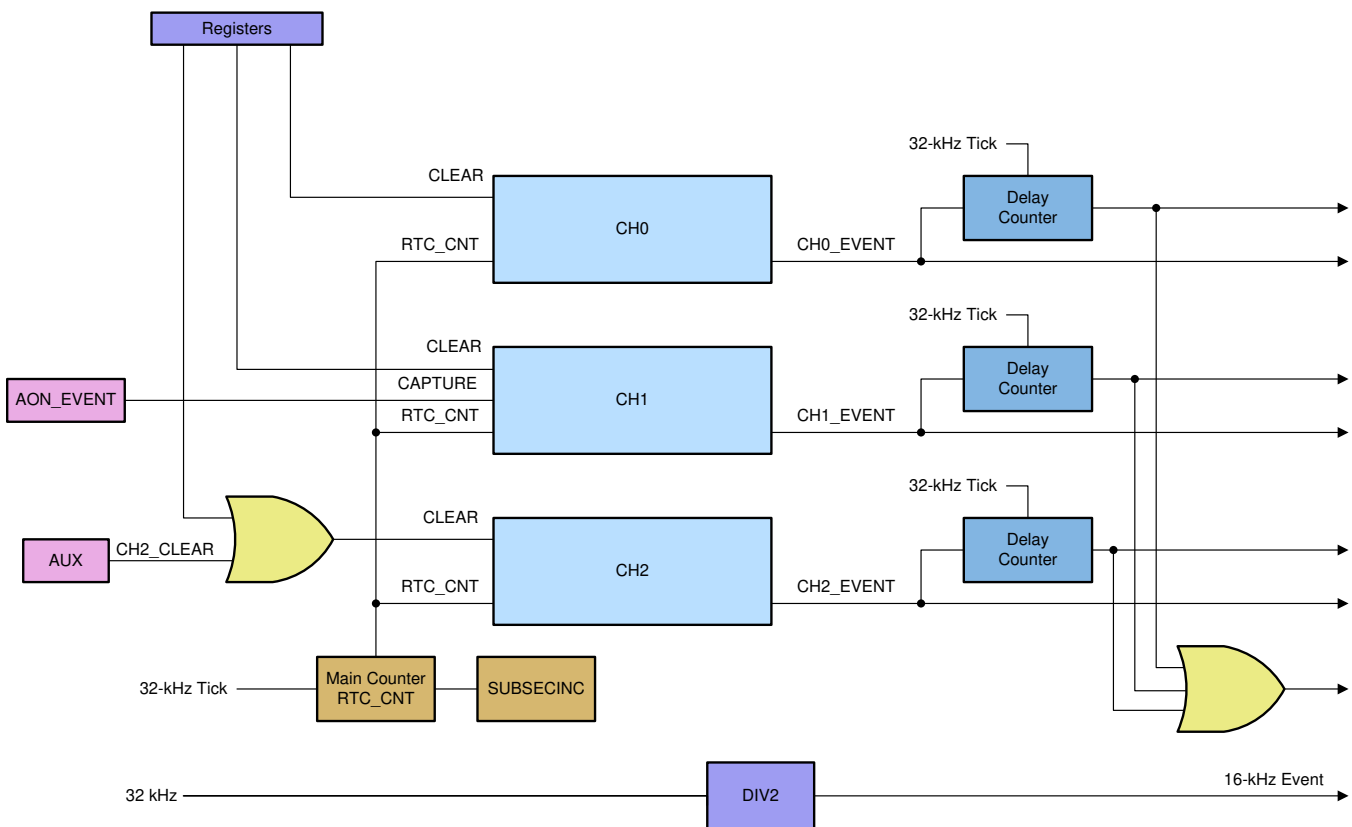 Registers
32-kHz Tick
CLEAR
Delay
Counter
CH0
RTC_CNT
CH0_EVENT
32-kHz Tick
CLEAR
Delay
Counter
CAPTURE
AON_EVENT
CH1
RTC_CNT
CH1_EVENT
32-kHz Tick
CLEAR
Delay
Counter
CH2_CLEAR
AUX
CH2
RTC_CNT
CH2_EVENT
Main Counter
RTC_CNT
32-kHz Tick
SUBSECINC
16-kHz Event
32 kHz
DIV2